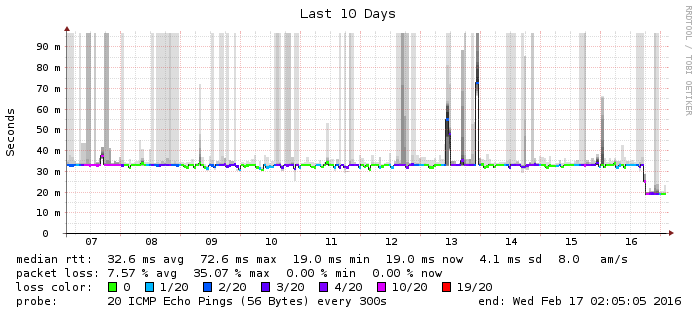 Last 10 Days
RRDTOOL / TOBI OETIKER
Seconds
90 m
80 m
70 m
60 m
50 m
40 m
30 m
20 m
10 m
0
07 08 09 10 11 12 13 14 15 16
median rtt: 32.6 ms avg 72.6 ms max 19.0 ms min 19.0 ms now 4.1 ms sd 8.0 am/s
packet loss: 7.57 % avg 35.07 % max 0.00 % min 0.00 % now
loss color: 0 1/20 2/20 3/20 4/20 10/20 19/20
probe: 20 ICMP Echo Pings (56 Bytes) every 300s end: Wed Feb 17 02:05:05 2016